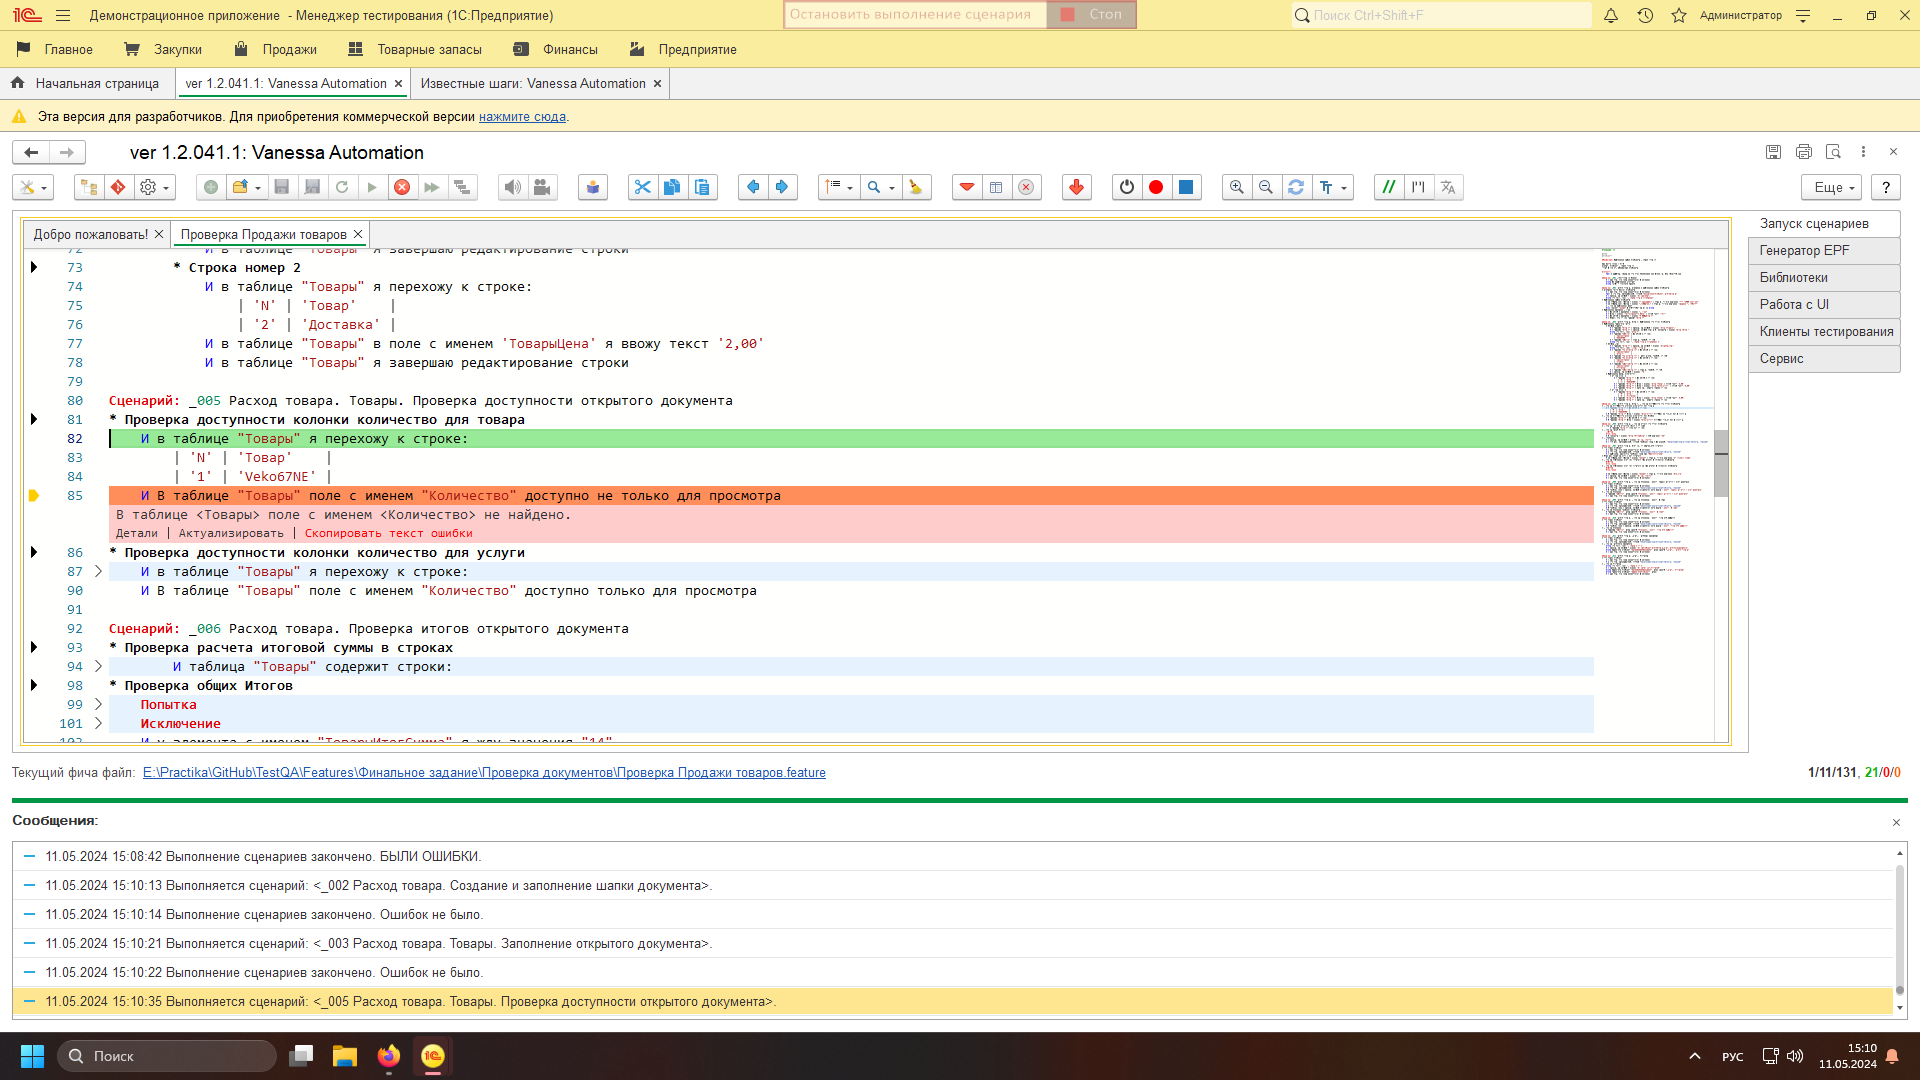 Демонстрационное приложение - Менеджер тестирования (1С:Предприятие)
Остановить выполнение сценария
Стоп
Поиск Ctrl+Shift+F
Администратор
Главное
Закупки
Продажи
Товарные запасы
Финансы
Предприятие
Начальная страница
ver 1.2.041.1: Vanessa Automation
Известные шаги: Vanessa Automation
Эта версия для разработчиков. Для приобретения коммерческой версии нажмите сюда.
ver 1.2.041.1: Vanessa Automation
Еще
?
Добро пожаловать!
Проверка Продажи товаров
72 И в таблице "Товары" я завершаю редактирование строки
73 * Строка номер 2
74 И в таблице "Товары" я перехожу к строке:
75 | 'N' | 'Товар' |
76 | '2' | 'Доставка' |
77 И в таблице "Товары" в поле с именем 'ТоварыЦена' я ввожу текст '2,00'
78 И в таблице "Товары" я завершаю редактирование строки
79
80 Сценарий: _005 Расход товара. Товары. Проверка доступности открытого документа
81 * Проверка доступности колонки количество для товара
82 И в таблице "Товары" я перехожу к строке:
83 | 'N' | 'Товар' |
84 | '1' | 'Veko67NE' |
85 И В таблице "Товары" поле с именем "Количество" доступно не только для просмотра
В таблице <Товары> поле с именем <Количество> не найдено.
Детали | Актуализировать | Скопировать текст ошибки
86 * Проверка доступности колонки количество для услуги
87 И в таблице "Товары" я перехожу к строке:
90 И В таблице "Товары" поле с именем "Количество" доступно только для просмотра
91
92 Сценарий: _006 Расход товара. Проверка итогов открытого документа
93 * Проверка расчета итоговой суммы в строках
94 И таблица "Товары" содержит строки:
98 * Проверка общих Итогов
99 Попытка
101 Исключение
И у элемента с именем "ТоварыИтогСумма" я жду значения "14"
Запуск сценариев
Генератор EPF
Библиотеки
Работа с UI
Клиенты тестирования
Сервис
Текущий фича файл: E:\Practika\GitHub\TestQA\Features\Финальное задание\Проверка документов\Проверка Продажи товаров.feature
1/11/131, 21/0/0
Сообщения:
11.05.2024 15:08:42 Выполнение сценариев закончено. БЫЛИ ОШИБКИ.
11.05.2024 15:10:13 Выполняется сценарий: <_002 Расход товара. Создание и заполнение шапки документа>.
11.05.2024 15:10:14 Выполнение сценариев закончено. Ошибок не было.
11.05.2024 15:10:21 Выполняется сценарий: <_003 Расход товара. Товары. Заполнение открытого документа>.
11.05.2024 15:10:22 Выполнение сценариев закончено. Ошибок не было.
11.05.2024 15:10:35 Выполняется сценарий: <_005 Расход товара. Товары. Проверка доступности открытого документа>.
Поиск
РУС
15:10
11.05.2024